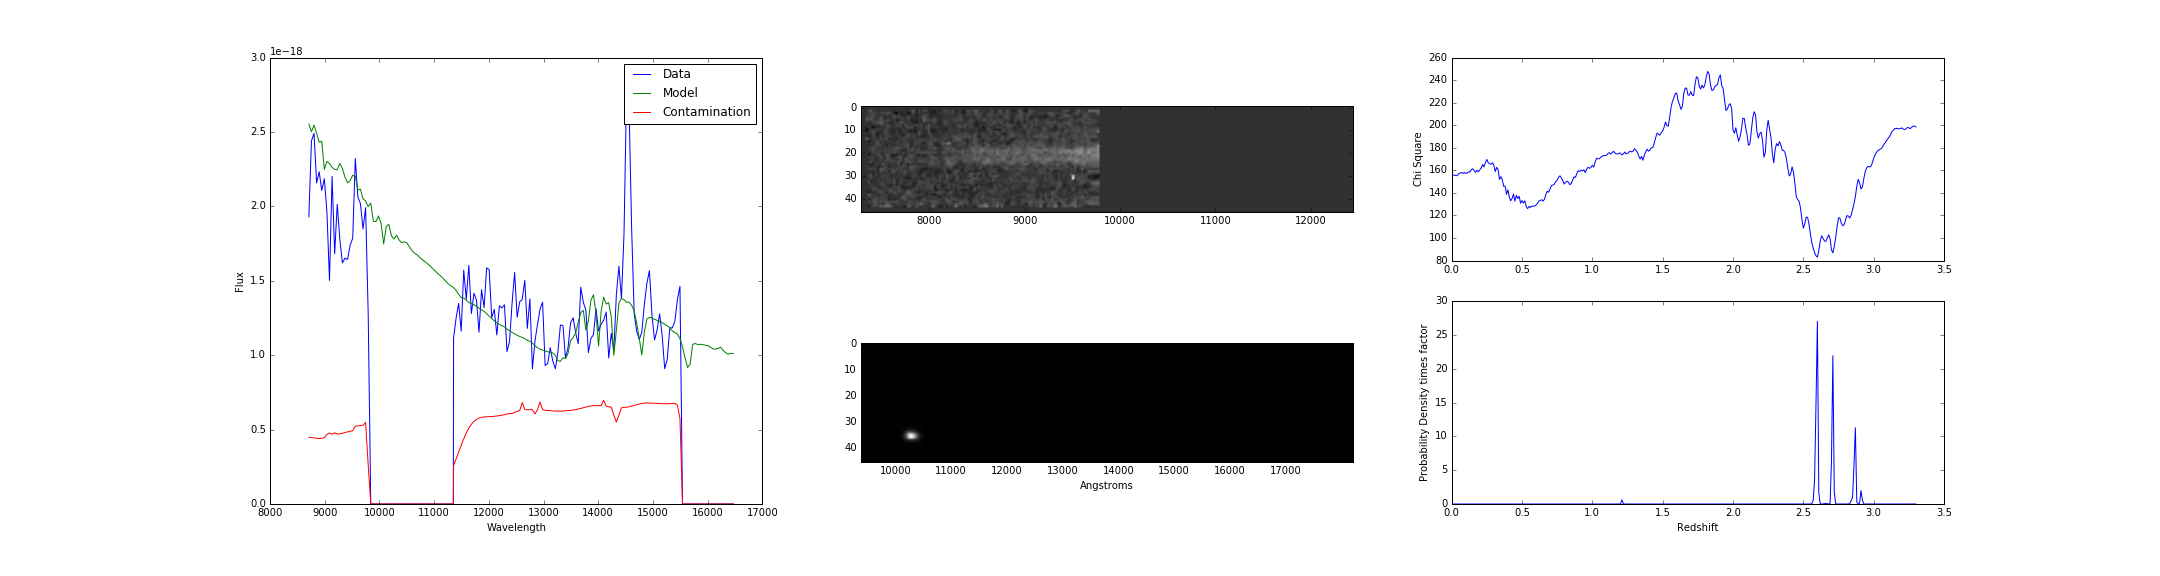 1e−18
3.0
2.5
2.0
1.5
1.0
0.5
0.0
Flux
8000 9000 10000 11000 12000 13000 14000 15000 16000 17000
Wavelength
Data
Model
Contamination
0
10
20
30
40
8000 9000 10000 11000 12000
0
10
20
30
40
10000 11000 12000 13000 14000 15000 16000 17000
Angstroms
260
240
220
200
180
160
140
120
100
80
Chi Square
0.0 0.5 1.0 1.5 2.0 2.5 3.0 3.5
30
25
20
15
10
5
0
Probability Density times factor
0.0 0.5 1.0 1.5 2.0 2.5 3.0 3.5
Redshift